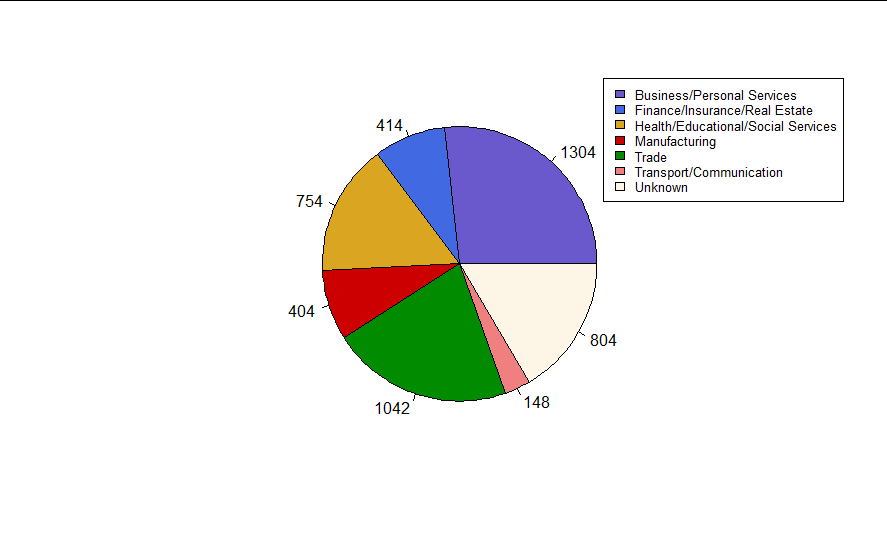 Business/Personal Services
Finance/Insurance/Real Estate
Health/Educational/Social Services
Manufacturing
Trade
Transport/Communication
Unknown
414
1304
754
404
804
1042
148